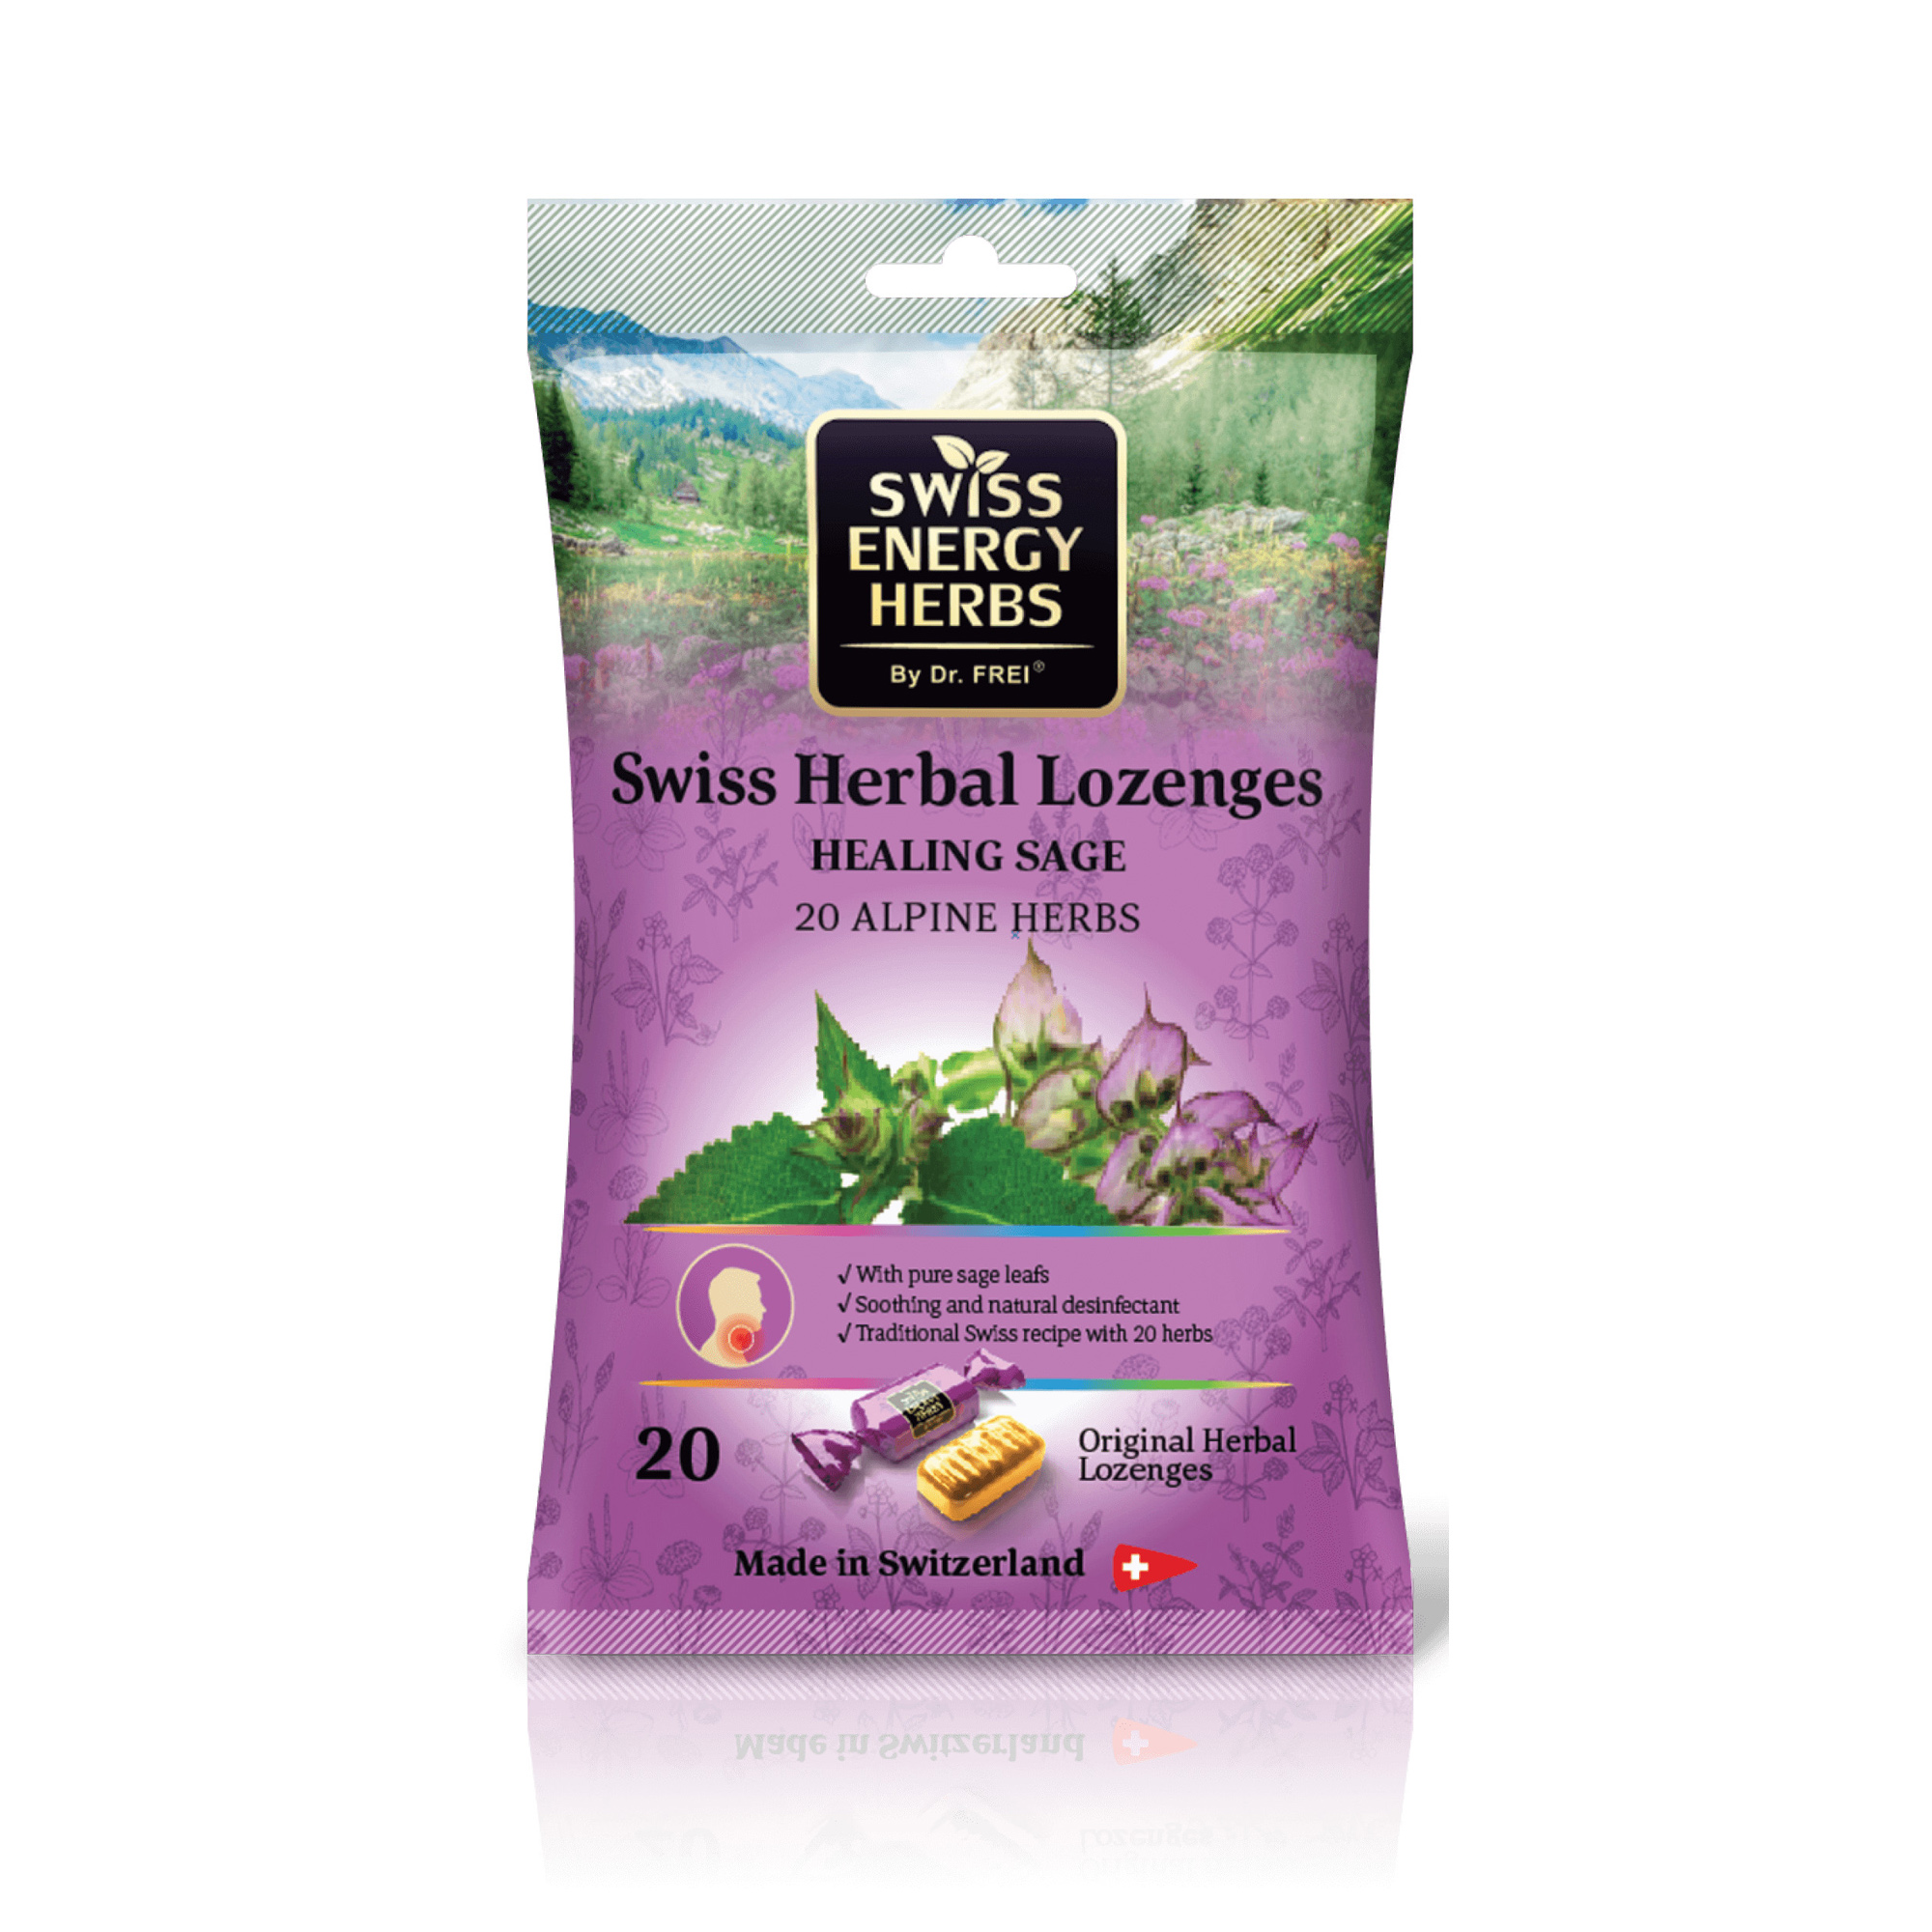 SWISS
ENERGY
HERBS
By Dr. FREI®
Swiss Herbal Lozenges
HEALING SAGE
20 ALPINE HERBS
√ With pure sage leafs
√ Soothing and natural desinfectant
√ Traditional Swiss recipe with 20 herbs
20
Original Herbal
Lozenges
Made in Switzerland